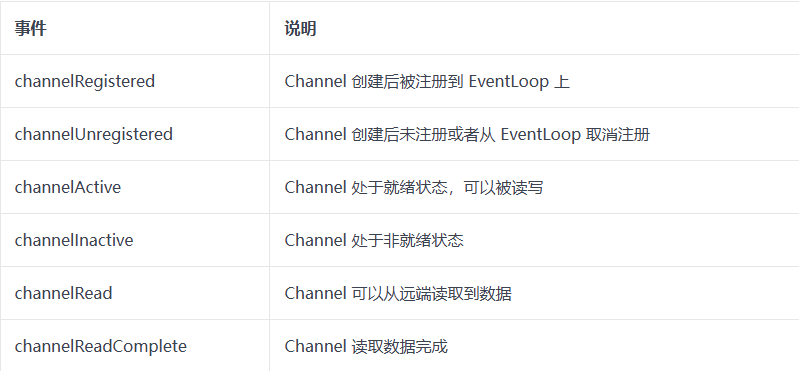 事件 说明
channelRegistered Channel 创建后被注册到 EventLoop 上
channelUnregistered Channel 创建后未注册或者从 EventLoop 取消注册
channelActive Channel 处于就绪状态，可以被读写
channelInactive Channel 处于非就绪状态
channelRead Channel 可以从远端读取到数据
channelReadComplete Channel 读取数据完成